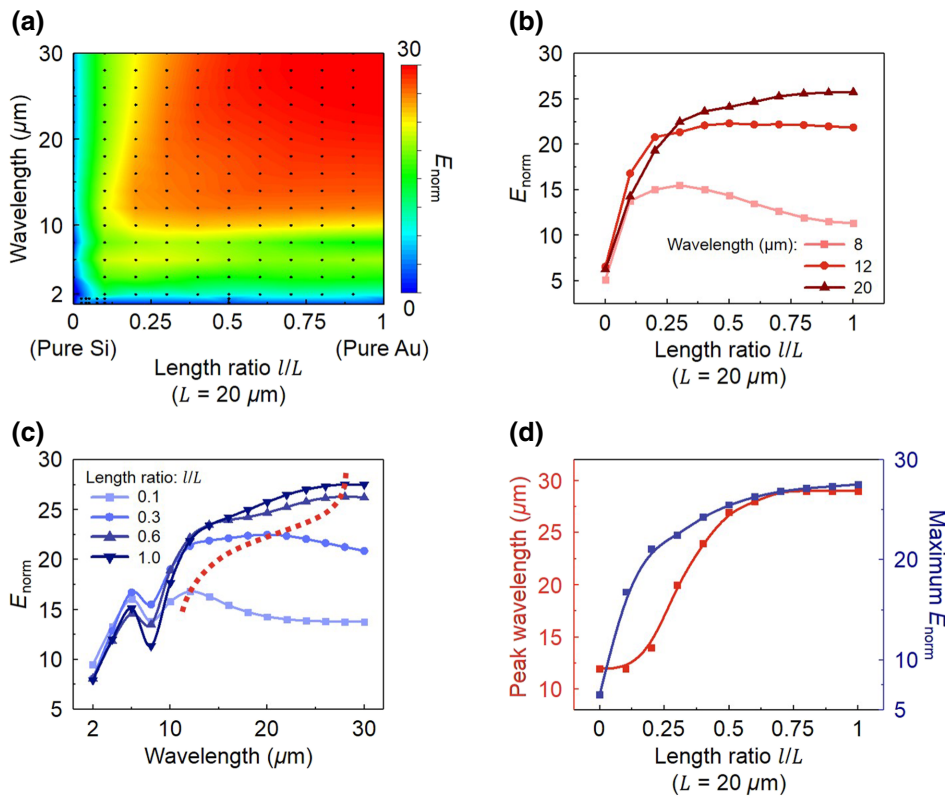 (a)
30
20
10
2
Wavelength (μm)
0 0.25 0.5 0.75 1
(Pure Si) (Pure Au)
Length ratio l/L
(L = 20 μm)
30
0
E_norm
(b)
30
25
20
15
10
5
E_norm
Wavelength (μm):
8
12
20
0 0.25 0.5 0.75 1
Length ratio l/L
(L = 20 μm)
(c)
30
25
20
15
10
5
E_norm
Length ratio: l/L
0.1
0.3
0.6
1.0
2 10 20 30
Wavelength (μm)
(d)
30
25
20
15
10
Peak wavelength (μm)
30
20
10
5
Maximum E_norm
0 0.25 0.5 0.75 1
Length ratio l/L
(L = 20 μm)